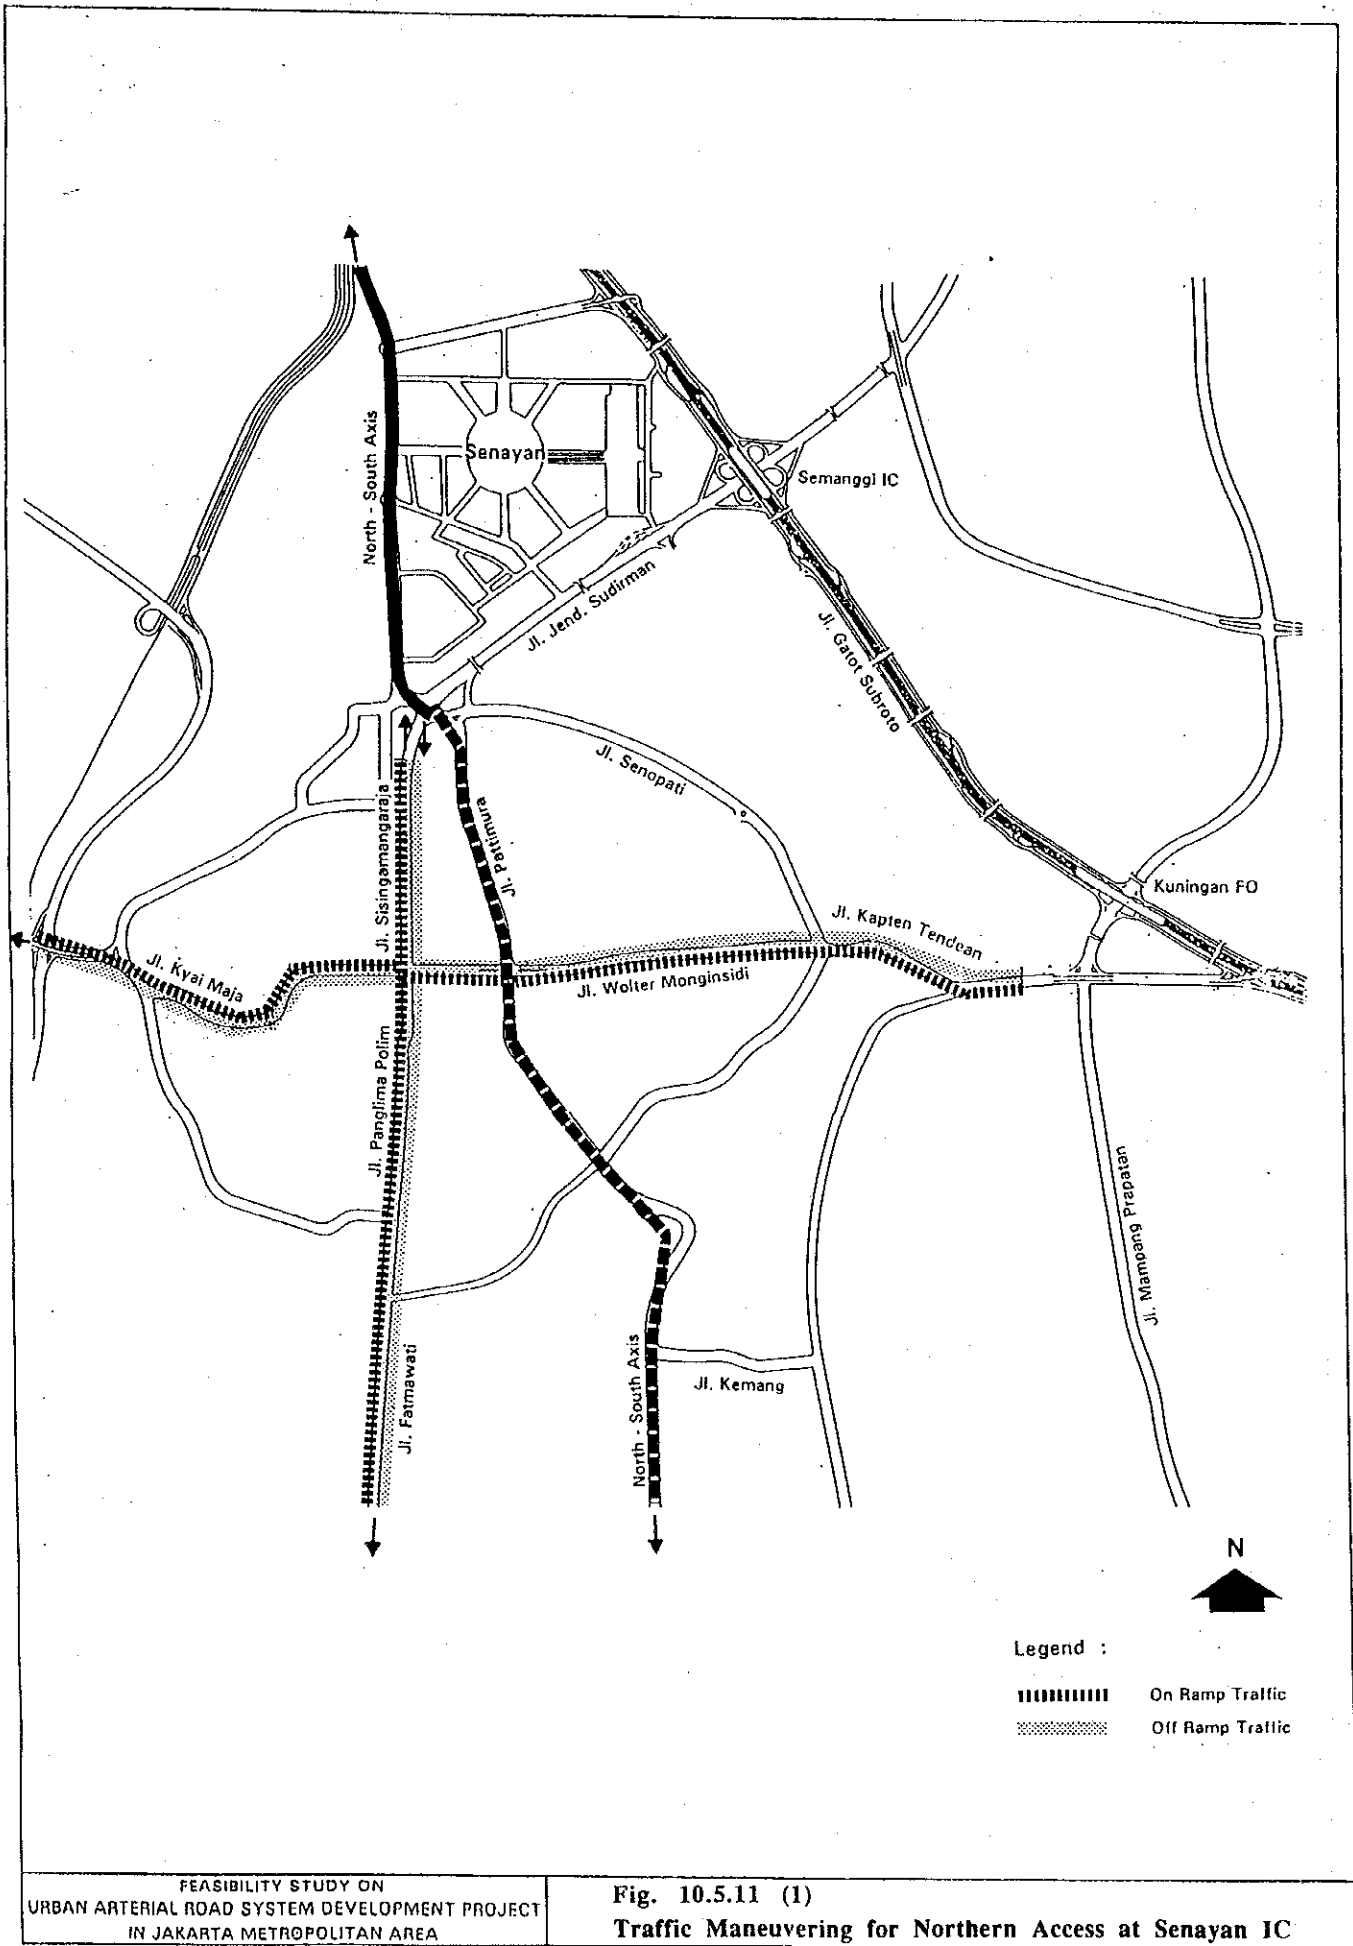 North - South Axis
Senayan
Semanggi IC
Jl. Jend. Sudirman
Jl. Gatot Subroto
Jl. Senopati
Jl. Sisingamangaraja
Jl. Pattimura
Kuningan FO
Jl. Kapten Tendean
Jl. Kyai Maja
Jl. Wolter Monginsidi
Jl. Panglima Polim
Jl. Mampang Prapatan
Jl. Fatmawati
North - South Axis
Jl. Kemang
N
Legend :
On Ramp Traffic
Off Ramp Traffic
FEASIBILITY STUDY ON
URBAN ARTERIAL ROAD SYSTEM DEVELOPMENT PROJECT
IN JAKARTA METROPOLITAN AREA
Fig. 10.5.11 (1)
Traffic Maneuvering for Northern Access at Senayan IC